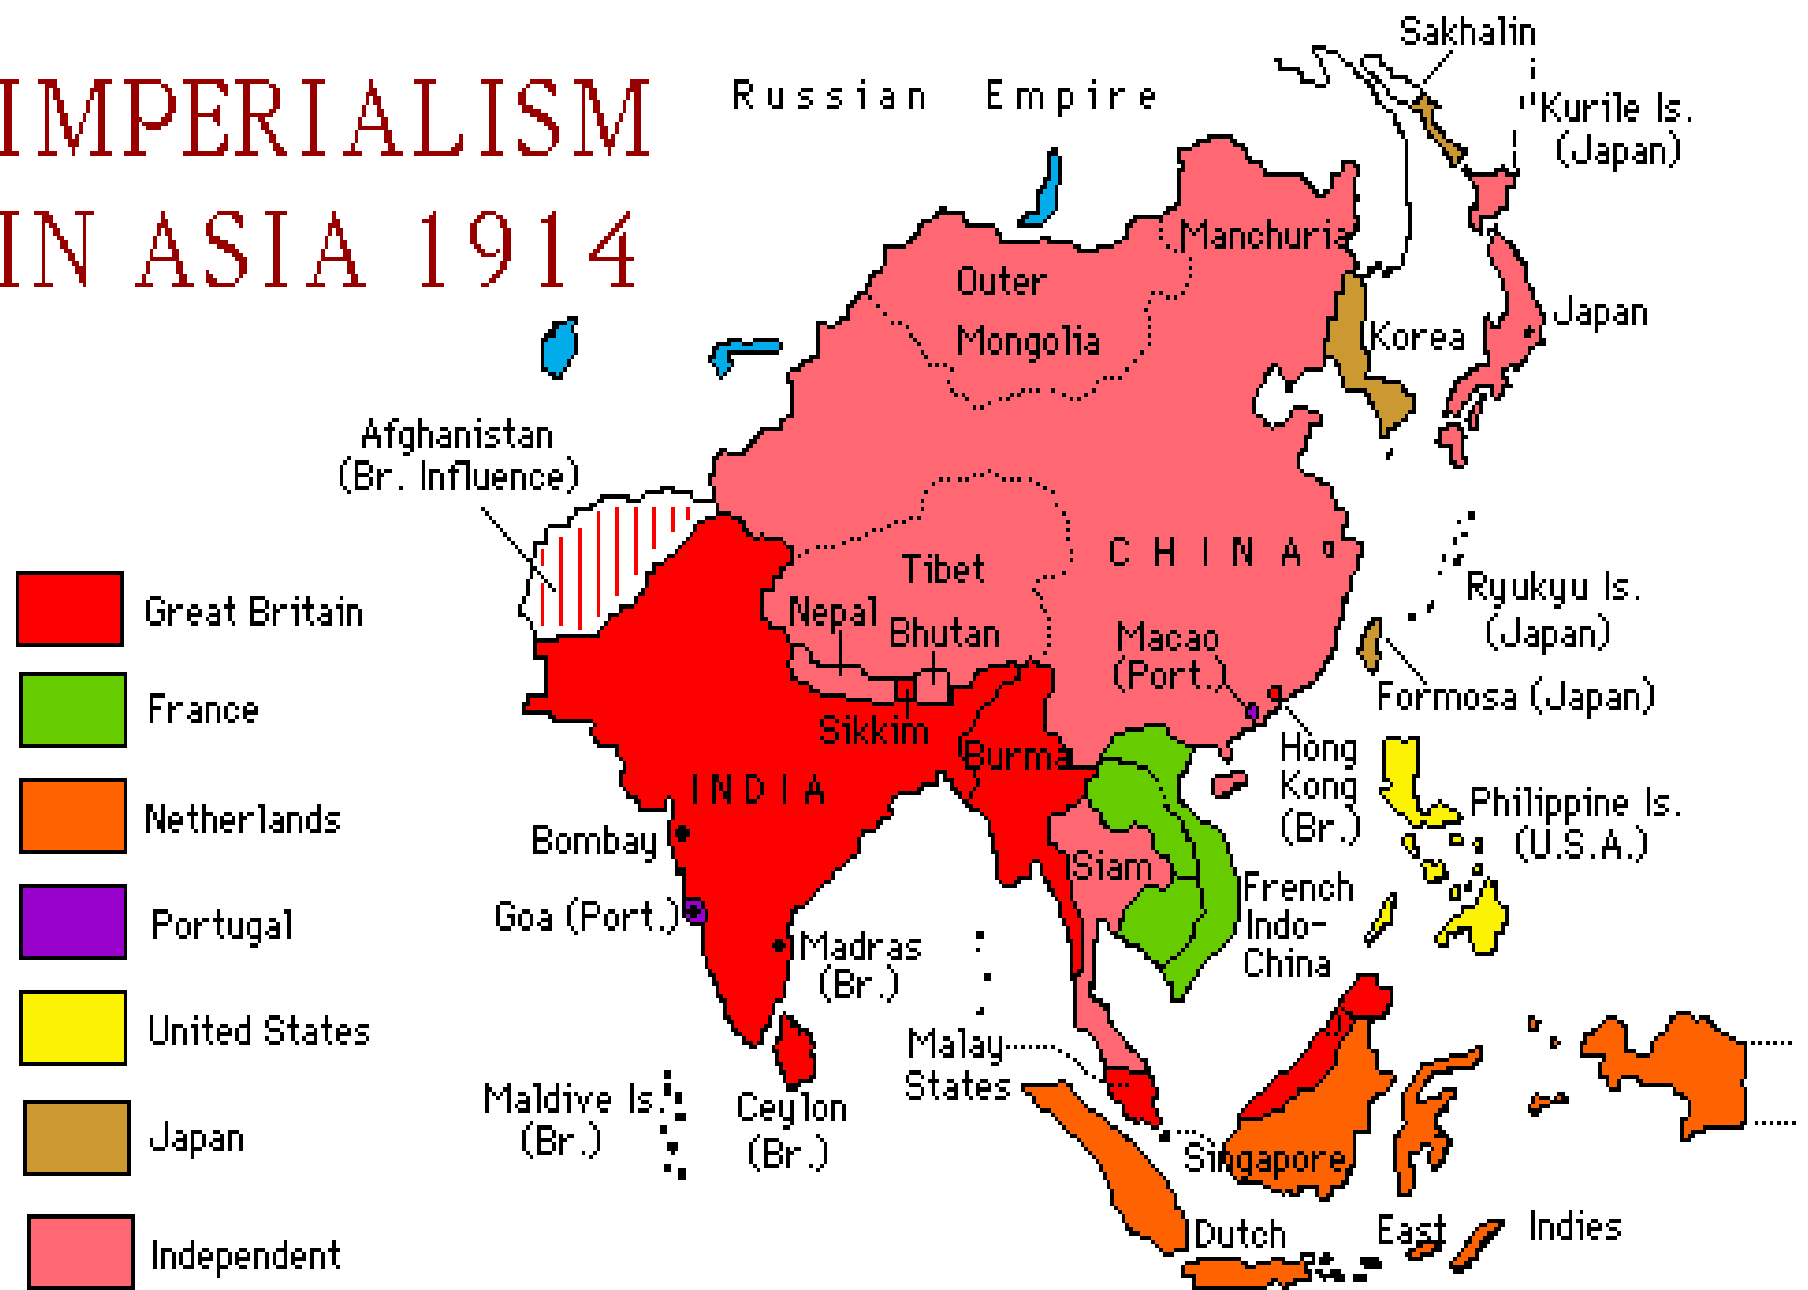 IMPERIALISM
IN ASIA 1914
Russian Empire
Sakhalin
Kurile Is.
(Japan)
Manchuria
Outer
Mongolia
Korea
Japan
Afghanistan
(Br. Influence)
CHINA
Tibet
Nepal
Bhutan
Macao
(Port.)
Ryukyu Is.
(Japan)
Formosa (Japan)
Sikkim
Burma
Hong
Kong
(Br.)
INDIA
Philippine Is.
(U.S.A.)
Bombay
Siam
French
Indo-
China
Goa (Port.)
Madras
(Br.)
Malay
States
Maldive Is.
(Br.)
Ceylon
(Br.)
Singapore
Dutch East Indies
Great Britain
France
Netherlands
Portugal
United States
Japan
Independent